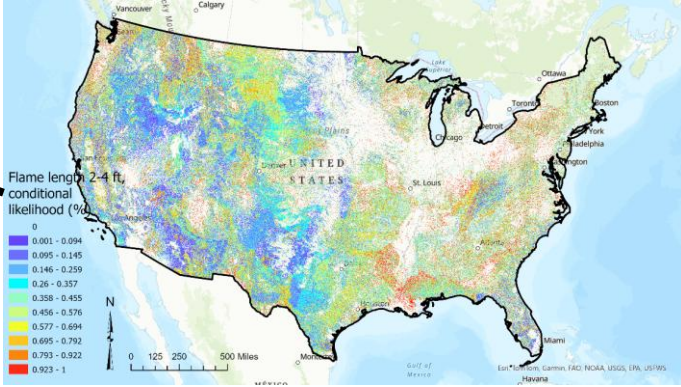 Vancouver
Calgary
Ottawa
Toronto
Boston
Detroit
Chicago
York
Philadelphia
Washington
Denver
UNITED
STATES
St. Louis
Flame length 2-4 ft,
conditional
likelihood (%)
0
0.001 - 0.094
0.095 - 0.145
0.146 - 0.259
0.26 - 0.357
0.358 - 0.455
0.456 - 0.576
0.577 - 0.694
0.695 - 0.792
0.793 - 0.922
0.923 - 1
Angeles
Atlanta
Houston
N
0 125 250 500 Miles
Miami
Monterrey
Gulf of
Mexico
MÉXICO
Havana
Esri, TomTom, Garmin, FAO, NOAA, USGS, EPA, USFWS